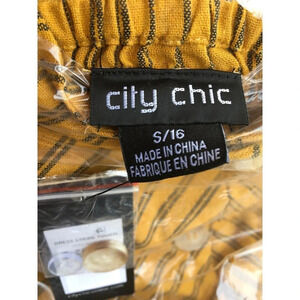 city chic
S/16
MADE IN CHINA
FABRIQUE EN CHINE